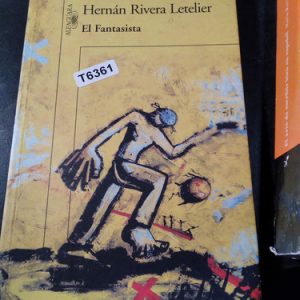 ALFAGUARA
Hernán Rivera Letelier
El Fantasista
T6361